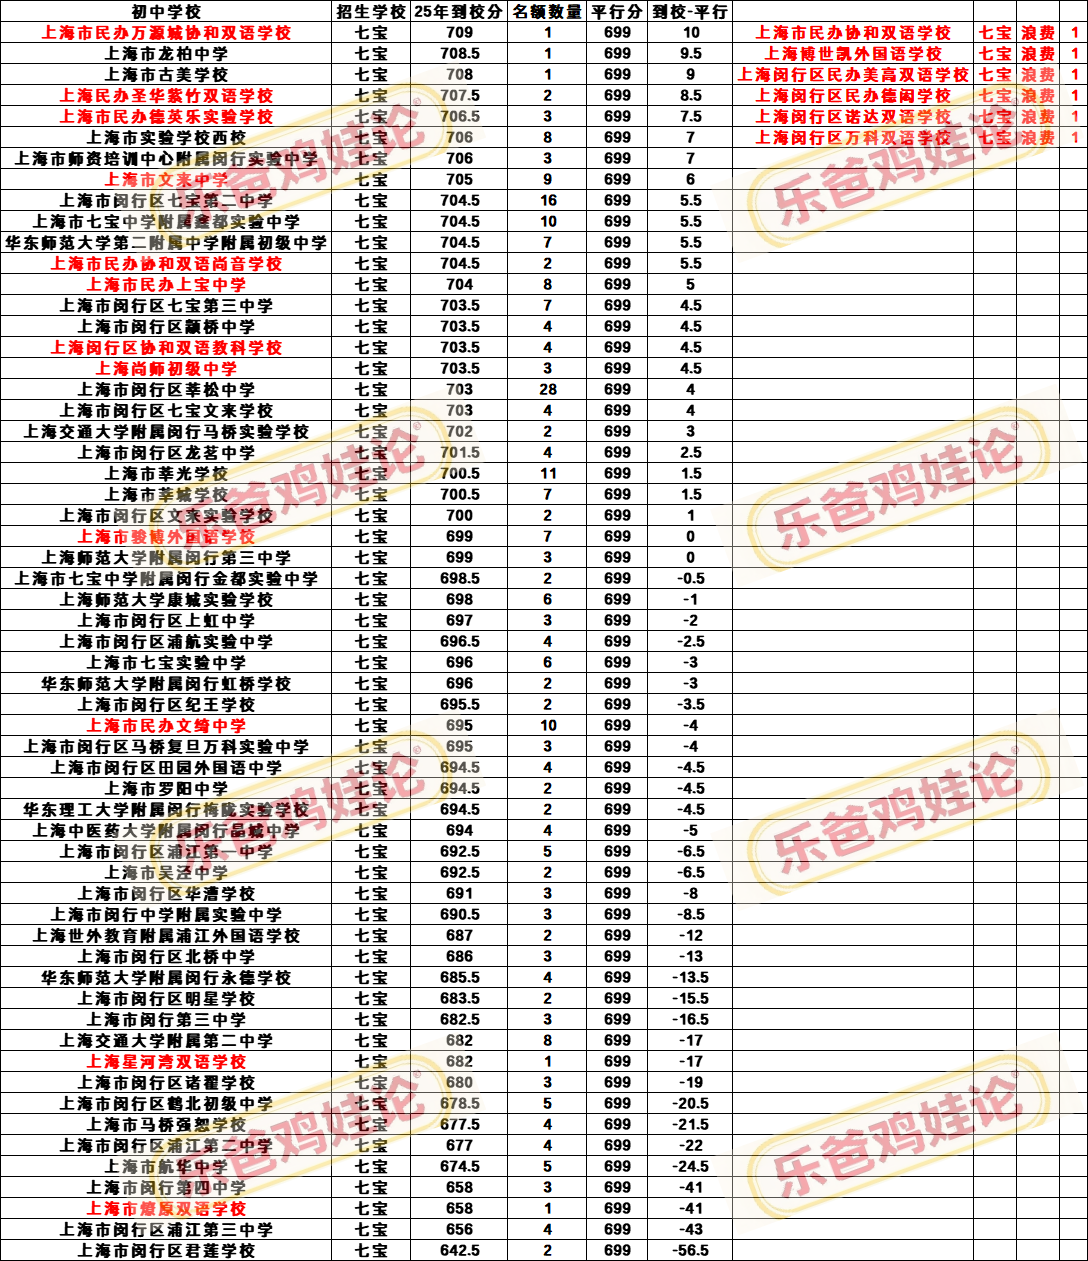 初中学校 招生学校 25年到校分 名额数量 平行分 到校-平行
上海市民办万源城协和双语学校 七宝 709 1 699 10 上海市民办协和双语学校 七宝 浪费 1
上海市龙柏中学 七宝 708.5 1 699 9.5 上海博世凯外国语学校 七宝 浪费 1
上海市古美学校 七宝 708 1 699 9 上海闵行区民办美高双语学校 七宝 浪费 1
上海民办圣华紫竹双语学校 七宝 707.5 2 699 8.5 上海闵行区民办德闳学校 七宝 浪费 1
上海市民办德英乐实验学校 七宝 706.5 3 699 7.5 上海闵行区诺达双语学校 七宝 浪费 1
上海市实验学校西校 七宝 706 8 699 7 上海闵行区万科双语学校 七宝 浪费 1
上海市师资培训中心附属闵行实验中学 七宝 706 3 699 7
上海市文来中学 七宝 705 9 699 6
上海市闵行区七宝第二中学 七宝 704.5 16 699 5.5
上海市七宝中学附属鑫都实验中学 七宝 704.5 10 699 5.5
华东师范大学第二附属中学附属初级中学 七宝 704.5 7 699 5.5
上海市民办协和双语尚音学校 七宝 704.5 2 699 5.5
上海市民办上宝中学 七宝 704 8 699 5
上海市闵行区七宝第三中学 七宝 703.5 7 699 4.5
上海市闵行区颛桥中学 七宝 703.5 4 699 4.5
上海闵行区协和双语教科学校 七宝 703.5 4 699 4.5
上海尚师初级中学 七宝 703.5 3 699 4.5
上海市闵行区莘松中学 七宝 703 28 699 4
上海市闵行区七宝文来学校 七宝 703 4 699 4
上海交通大学附属闵行马桥实验学校 七宝 702 2 699 3
上海市闵行区龙茗中学 七宝 701.5 4 699 2.5
上海市莘光学校 七宝 700.5 11 699 1.5
上海市莘城学校 七宝 700.5 7 699 1.5
上海市闵行区文来实验学校 七宝 700 2 699 1
上海市骏博外国语学校 七宝 699 7 699 0
上海师范大学附属闵行第三中学 七宝 699 3 699 0
上海市七宝中学附属闵行金都实验中学 七宝 698.5 2 699 -0.5
上海师范大学康城实验学校 七宝 698 6 699 -1
上海市闵行区上虹中学 七宝 697 3 699 -2
上海市闵行区浦航实验中学 七宝 696.5 4 699 -2.5
上海市七宝实验中学 七宝 696 6 699 -3
华东师范大学附属闵行虹桥学校 七宝 696 2 699 -3
上海市闵行区纪王学校 七宝 695.5 2 699 -3.5
上海市民办文绮中学 七宝 695 10 699 -4
上海市闵行区马桥复旦万科实验中学 七宝 695 3 699 -4
上海市闵行区田园外国语中学 七宝 694.5 4 699 -4.5
上海市罗阳中学 七宝 694.5 2 699 -4.5
华东理工大学附属闵行梅陇实验学校 七宝 694.5 2 699 -4.5
上海中医药大学附属闵行晶城中学 七宝 694 4 699 -5
上海市闵行区浦江第一中学 七宝 692.5 5 699 -6.5
上海市吴泾中学 七宝 692.5 2 699 -6.5
上海市闵行区华漕学校 七宝 691 3 699 -8
上海市闵行中学附属实验中学 七宝 690.5 3 699 -8.5
上海世外教育附属浦江外国语学校 七宝 687 2 699 -12
上海市闵行区北桥中学 七宝 686 3 699 -13
华东师范大学附属闵行永德学校 七宝 685.5 4 699 -13.5
上海市闵行区明星学校 七宝 683.5 2 699 -15.5
上海市闵行第三中学 七宝 682.5 3 699 -16.5
上海交通大学附属第二中学 七宝 682 8 699 -17
上海星河湾双语学校 七宝 682 1 699 -17
上海市闵行区诸翟学校 七宝 680 3 699 -19
上海市闵行区鹤北初级中学 七宝 678.5 5 699 -20.5
上海市马桥强恕学校 七宝 677.5 4 699 -21.5
上海市闵行区浦江第二中学 七宝 677 4 699 -22
上海市航华中学 七宝 674.5 5 699 -24.5
上海市闵行第四中学 七宝 658 3 699 -41
上海市燎原双语学校 七宝 658 1 699 -41
上海市闵行区浦江第三中学 七宝 656 4 699 -43
上海市闵行区君莲学校 七宝 642.5 2 699 -56.5
乐爸鸡娃论
乐爸鸡娃论
乐爸鸡娃论
乐爸鸡娃论
乐爸鸡娃论
乐爸鸡娃论
乐爸鸡娃论
乐爸鸡娃论